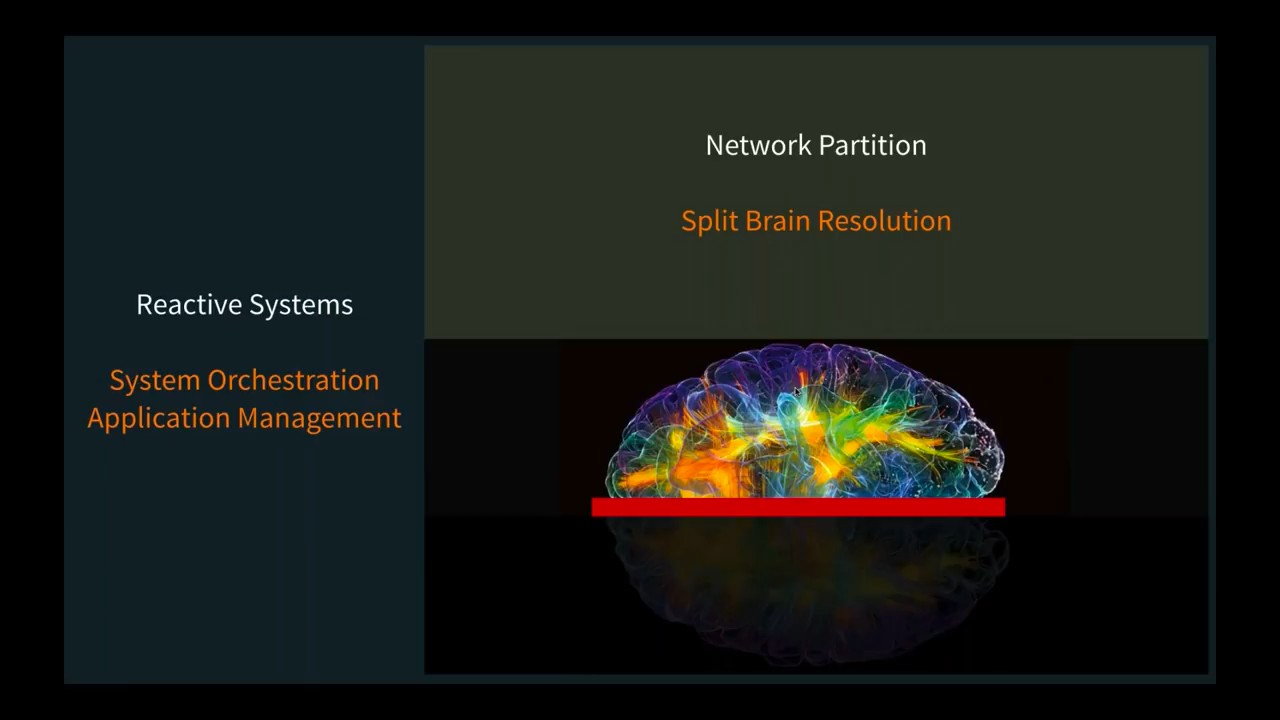 Reactive Systems
System Orchestration
Application Management
Network Partition
Split Brain Resolution